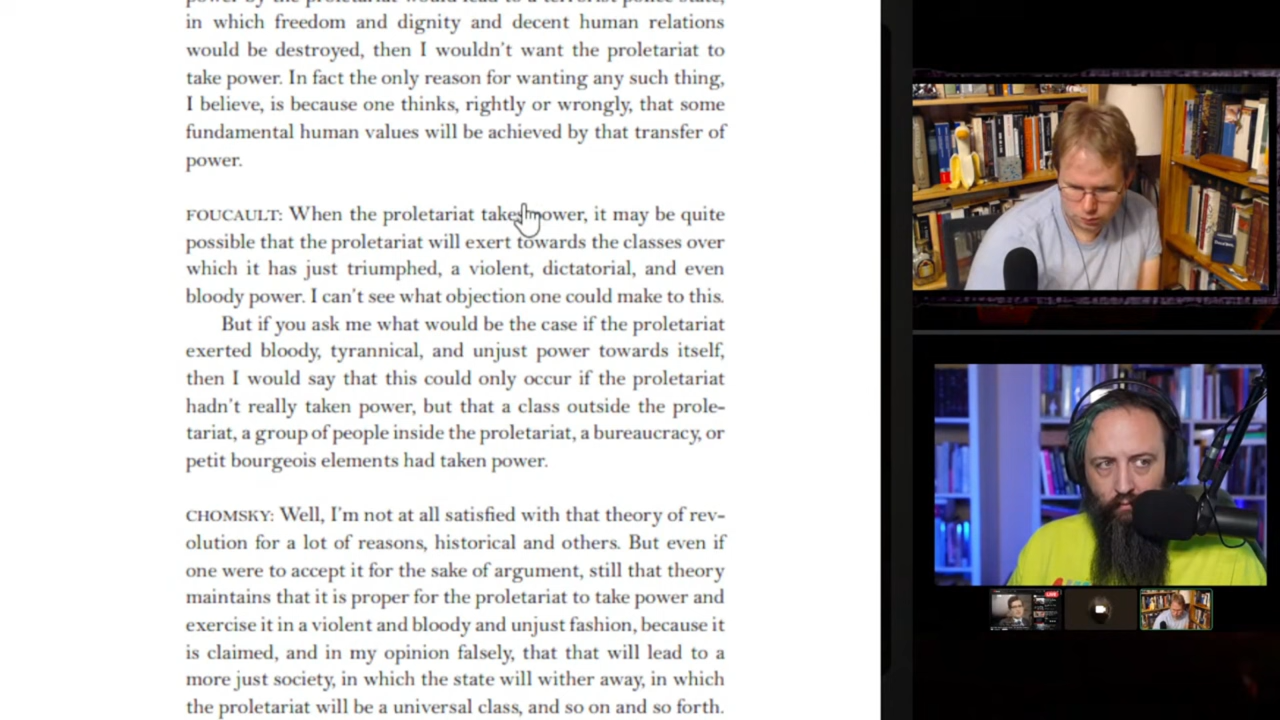 in which freedom and dignity and decent human relations
would be destroyed, then I wouldn't want the proletariat to
take power. In fact the only reason for wanting any such thing,
I believe, is because one thinks, rightly or wrongly, that some
fundamental human values will be achieved by that transfer of
power.
FOUCAULT: When the proletariat takes power, it may be quite
possible that the proletariat will exert towards the classes over
which it has just triumphed, a violent, dictatorial, and even
bloody power. I can't see what objection one could make to this.
But if you ask me what would be the case if the proletariat
exerted bloody, tyrannical, and unjust power towards itself,
then I would say that this could only occur if the proletariat
hadn't really taken power, but that a class outside the prole-
tariat, a group of people inside the proletariat, a bureaucracy, or
petit bourgeois elements had taken power.
CHOMSKY: Well, I'm not at all satisfied with that theory of rev-
olution for a lot of reasons, historical and others. But even if
one were to accept it for the sake of argument, still that theory
maintains that it is proper for the proletariat to take power and
exercise it in a violent and bloody and unjust fashion, because it
is claimed, and in my opinion falsely, that that will lead to a
more just society, in which the state will wither away, in which
the proletariat will be a universal class, and so on and so forth.
LIVE